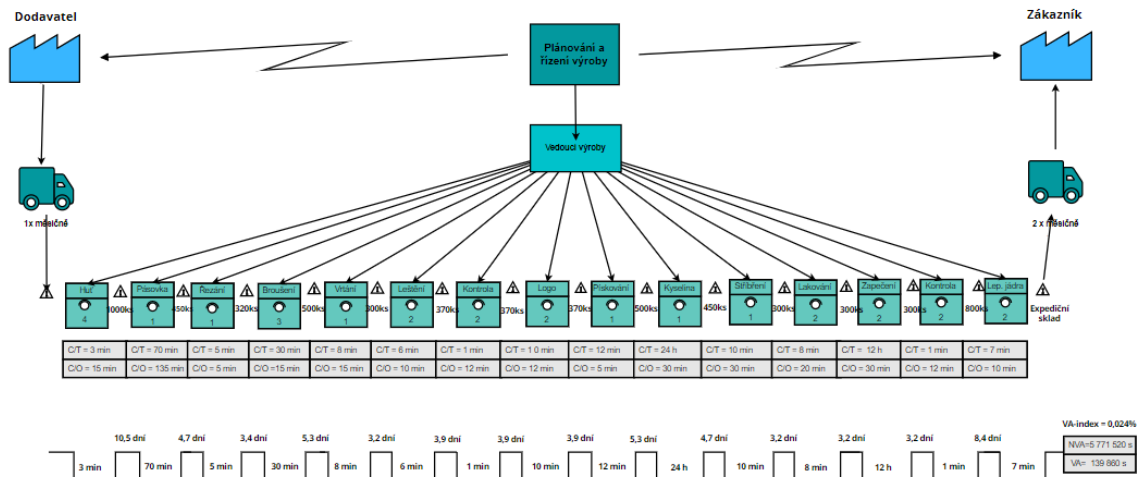 Dodavatel
Zákazník
Plánování a
řízení výroby
Vedoucí výroby
1x měsíčně
2 x měsíčně
Huť
Pásovka
Řezání
Broušení
Vrtání
Leštění
Kontrola
Logo
Pískování
Kyselina
Stříbření
Lakování
Zapečení
Kontrola
Lep. jádra
4
1000ks
1
450ks
1
320ks
3
500ks
1
300ks
2
370ks
2
370ks
2
370ks
1
500ks
1
450ks
1
300ks
2
300ks
2
300ks
2
800ks
2
Expediční
sklad
C/T = 3 min
C/T = 70 min
C/T = 5 min
C/T = 30 min
C/T = 8 min
C/T = 6 min
C/T = 1 min
C/T = 1 0 min
C/T = 12 min
C/T = 24 h
C/T = 10 min
C/T = 8 min
C/T = 12 h
C/T = 1 min
C/T = 7 min
C/O = 15 min
C/O = 135 min
C/O = 5 min
C/O =15 min
C/O = 15 min
C/O = 10 min
C/O = 12 min
C/O = 12 min
C/O = 5 min
C/O = 30 min
C/O = 30 min
C/O = 20 min
C/O = 30 min
C/O = 12 min
C/O = 10 min
10,5 dní
4,7 dní
3,4 dní
5,3 dní
3,2 dní
3,9 dní
3,9 dní
3,9 dní
5,3 dní
4,7 dní
3,2 dní
3,2 dní
3,2 dní
8,4 dní
VA-index = 0,024%
NVA=5 771 520 s
VA= 139 860 s
3 min
70 min
5 min
30 min
8 min
6 min
1 min
10 min
12 min
24 h
10 min
8 min
12 h
1 min
7 min